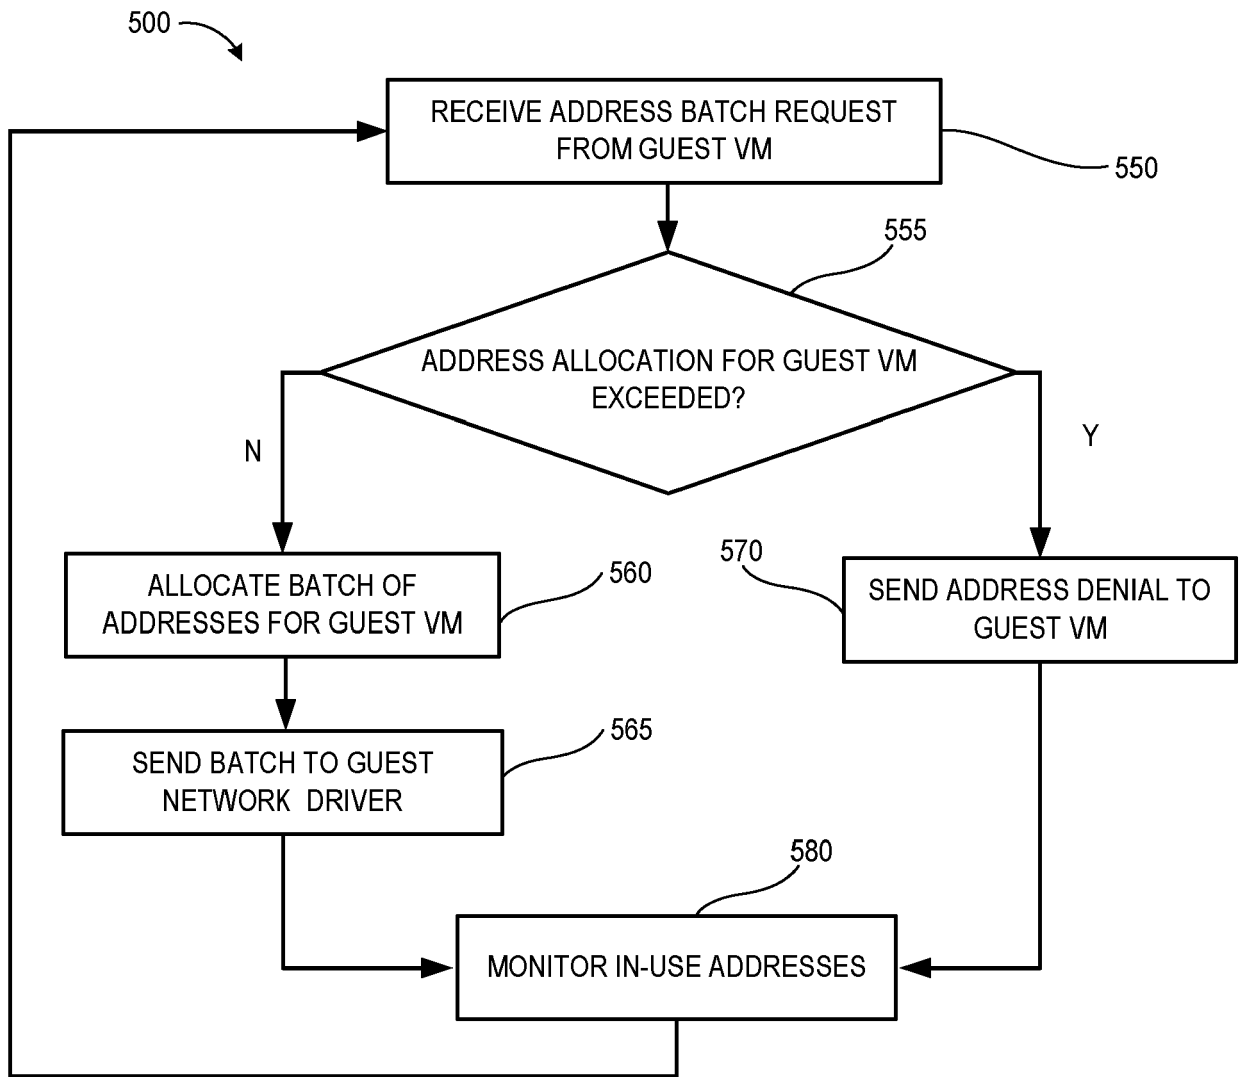 500
RECEIVE ADDRESS BATCH REQUEST
FROM GUEST VM
550
555
ADDRESS ALLOCATION FOR GUEST VM
EXCEEDED?
N
Y
ALLOCATE BATCH OF
ADDRESSES FOR GUEST VM
560
570
SEND ADDRESS DENIAL TO
GUEST VM
SEND BATCH TO GUEST
NETWORK DRIVER
565
580
MONITOR IN-USE ADDRESSES